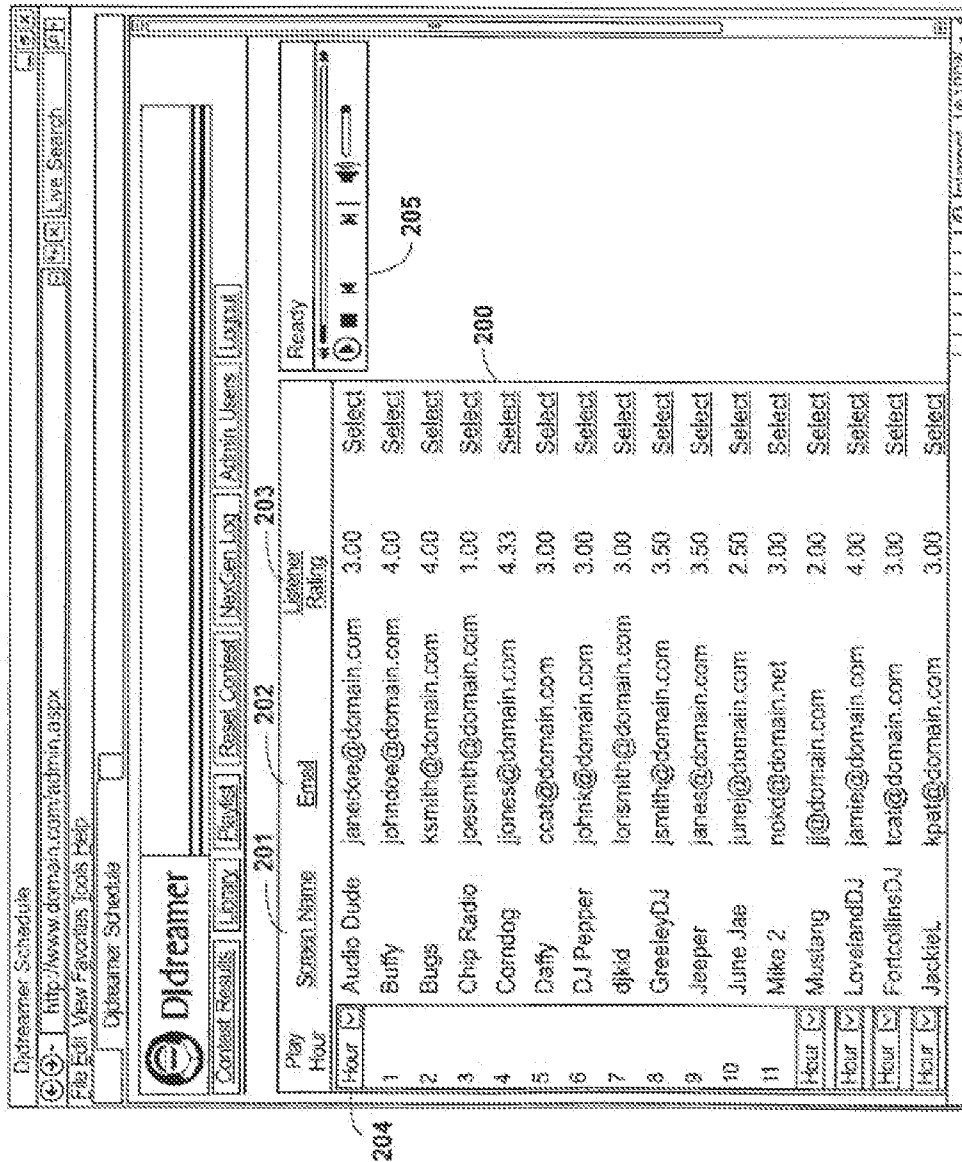 Djdreamer Schedule
http://www.domain.com/admin.aspx
Live Search
File Edit View Favorites Tools Help
Djdreamer Schedule
Djdreamer
Contest Results Library Playlist Reset Contest NexGen Log Admin Users Logout
201 202 203
Play Hour Screen Name Email Listener Rating
204
Hour Audio Dude janedoe@domain.com 3.00 Select
1 Buffy johndoe@domain.com 4.00 Select
2 Bugs ksmith@domain.com 4.00 Select
3 Chip Radio joesmith@domain.com 1.00 Select
4 Corndog jjones@domain.com 4.33 Select
5 Daffy ccat@domain.com 3.00 Select
6 DJ Pepper johnk@domain.com 3.00 Select
7 djkid lorismith@domain.com 3.00 Select
8 GreeleyDJ jsmith@domain.com 3.50 Select
9 Jeeper janes@domain.com 3.50 Select
10 June Jae junej@domain.com 2.50 Select
11 Mike 2 nokid@domain.net 3.00 Select
Hour Mustang jj@domain.com 2.00 Select
Hour LovelandDJ jamie@domain.com 4.00 Select
Hour FortcollinsDJ tcat@domain.com 3.00 Select
Hour JackieL kpat@domain.com 3.00 Select
200
Ready
205
Internet 100%